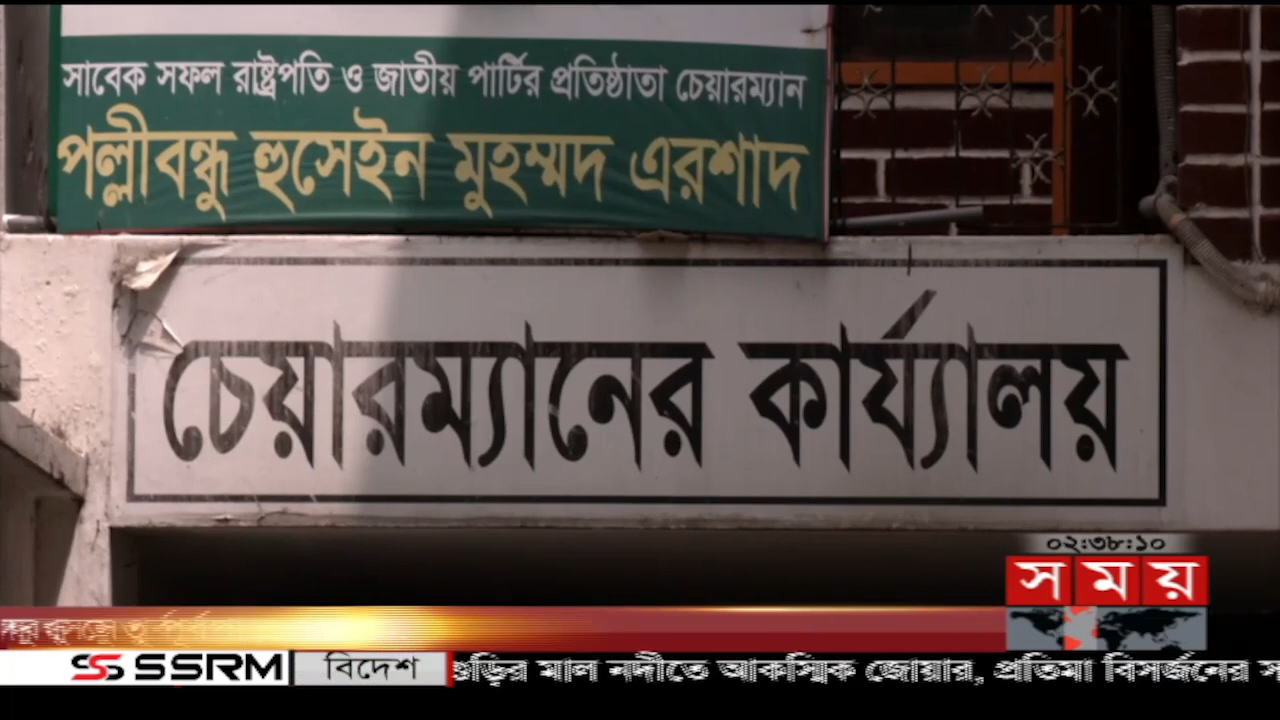 সাবেক সফল রাষ্ট্রপতি ও জাতীয় পার্টির প্রতিষ্ঠাতা চেয়ারম্যান
পল্লীবন্ধু হুসেইন মুহম্মদ এরশাদ
চেয়ারম্যানের কার্য্যালয়
০২:৩৮:১০
সময়
SSRM বিদেশ গুড়ির মাল নদীতে আকস্মিক জোয়ার, প্রতিমা বিসর্জনের